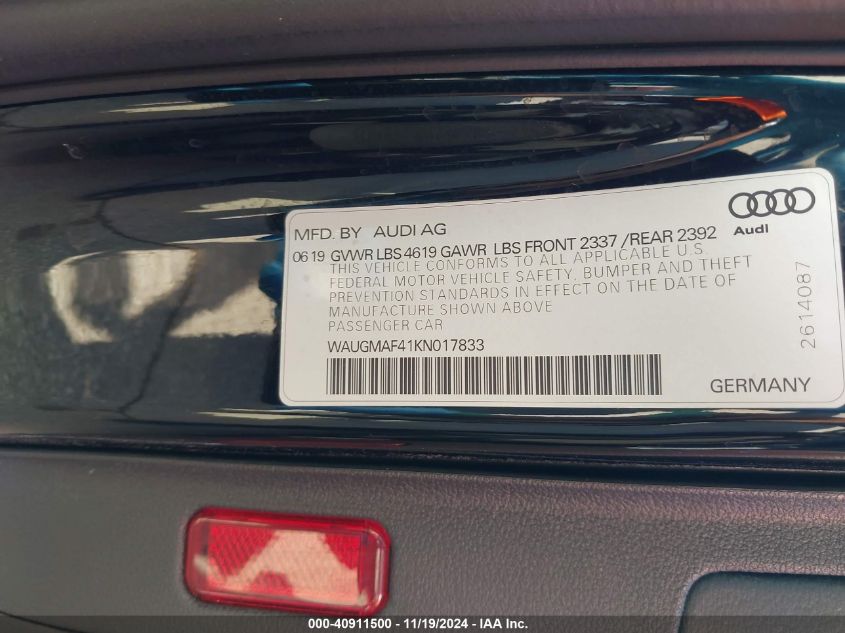 MFD. BY AUDI AG
Audi
06 19 GVWR LBS 4619 GAWR LBS FRONT 2337 / REAR 2392
THIS VEHICLE CONFORMS TO ALL APPLICABLE U.S.
FEDERAL MOTOR VEHICLE SAFETY, BUMPER AND THEFT
PREVENTION STANDARDS IN EFFECT ON THE DATE OF
MANUFACTURE SHOWN ABOVE
PASSENGER CAR
WAUGMAF41KN017833
GERMANY
2614087
000-40911500 - 11/19/2024 - IAA Inc.